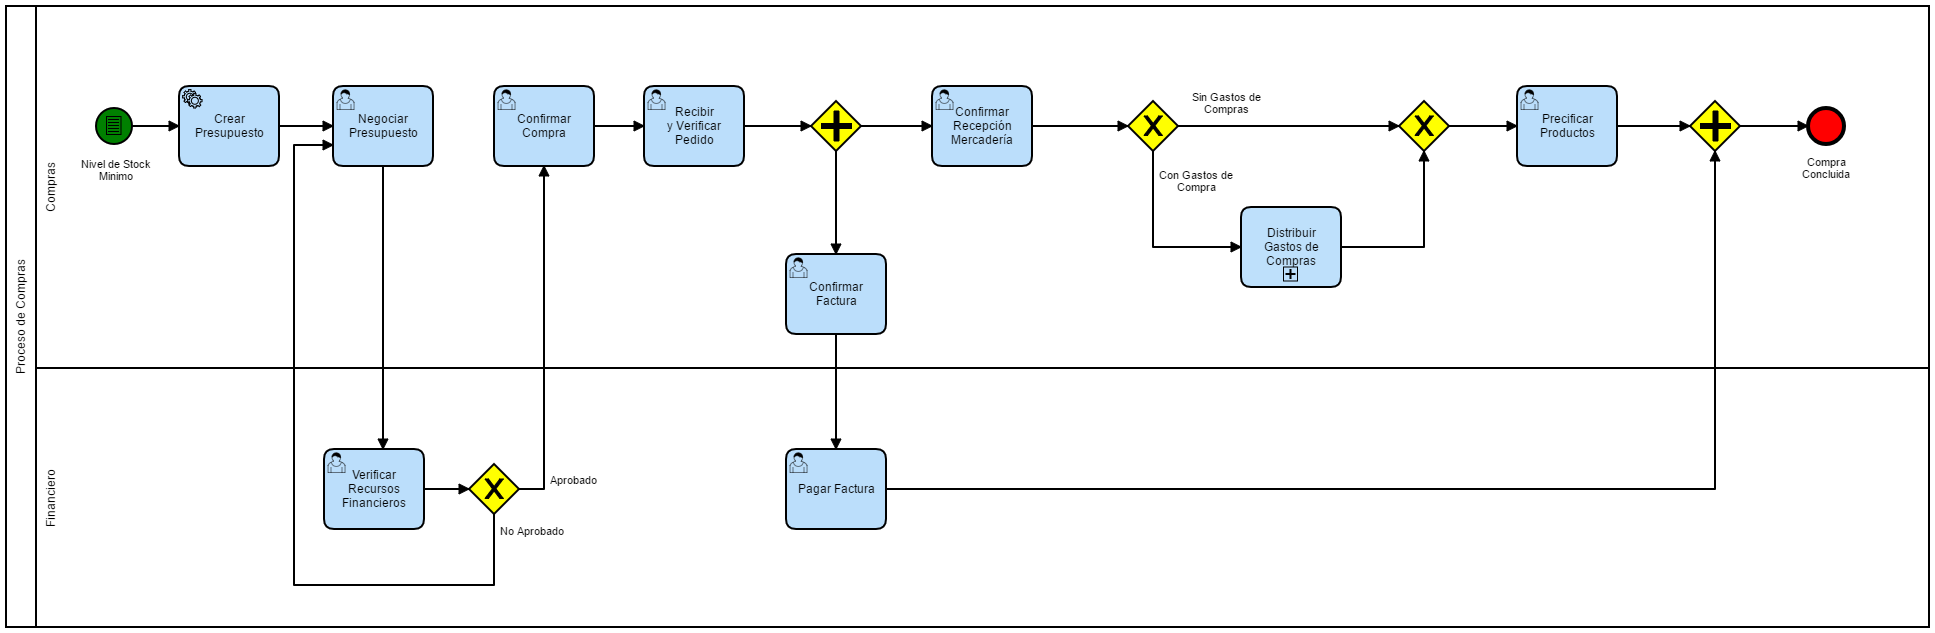 Proceso de Compras
Compras
Nivel de Stock
Minimo
Crear
Presupuesto
Negociar
Presupuesto
Confirmar
Compra
Recibir
y Verificar
Pedido
Confirmar
Recepción
Mercadería
Sin Gastos de
Compras
Con Gastos de
Compra
Distribuir
Gastos de
Compras
Precificar
Productos
Compra
Concluida
Confirmar
Factura
Financiero
Verificar
Recursos
Financieros
Aprobado
No Aprobado
Pagar Factura